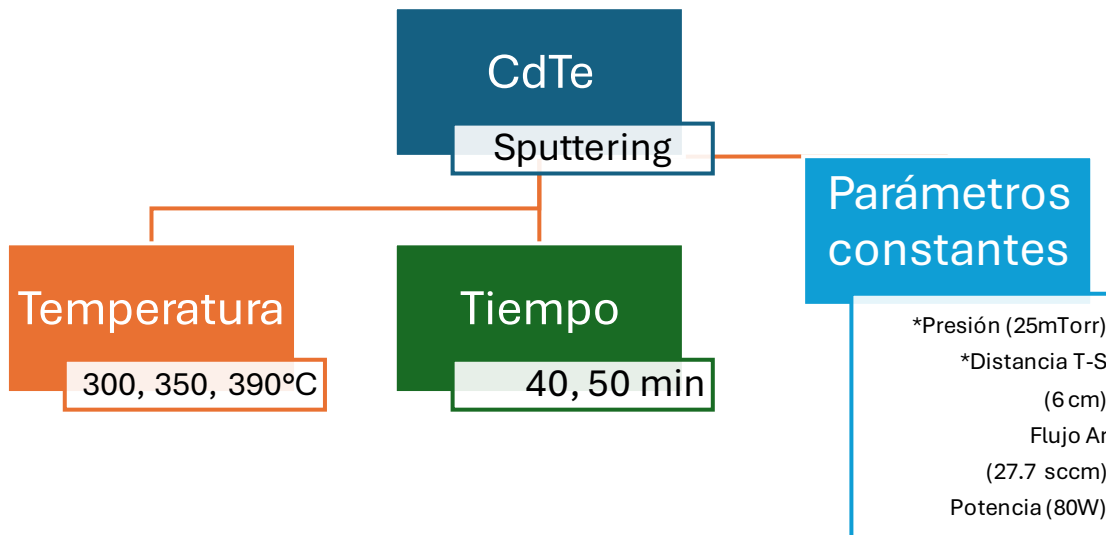 CdTe
Sputtering
Temperatura
300, 350, 390°C
Tiempo
40, 50 min
Parámetros
constantes
*Presión (25mTorr)
*Distancia T-S
(6 cm)
Flujo Ar
(27.7 sccm)
Potencia (80W)